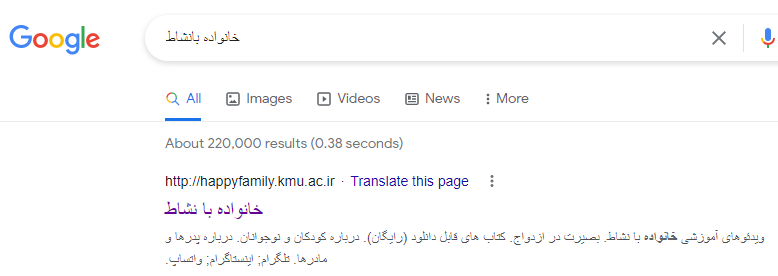 Google
خانواده بانشاط
All Images Videos News More
About 220,000 results (0.38 seconds)
http://happyfamily.kmu.ac.ir · Translate this page
خانواده با نشاط
ویدئوهای آموزشی خانواده با نشاط. بصیرت در ازدواج. کتاب های قابل دانلود (رایگان). درباره کودکان و نوجوانان. درباره پدرها و
مادرها. تلگرام; اینستاگرام; واتساپ.